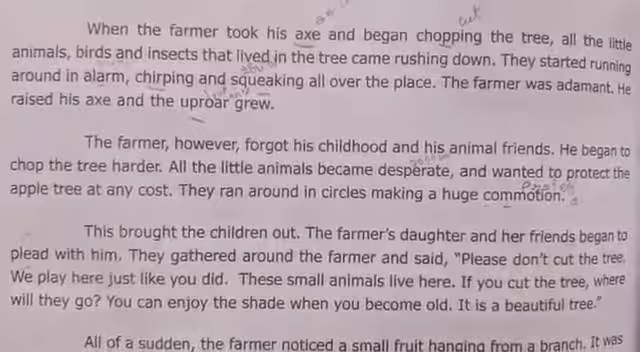 cut
When the farmer took his axe and began chopping the tree, all the little
animals, birds and insects that lived in the tree came rushing down. They started running
around in alarm, chirping and squeaking all over the place. The farmer was adamant. He
raised his axe and the uproar grew.
The farmer, however, forgot his childhood and his animal friends. He began to
chop the tree harder. All the little animals became desperate, and wanted to protect the
apple tree at any cost. They ran around in circles making a huge commotion.
This brought the children out. The farmer's daughter and her friends began to
plead with him. They gathered around the farmer and said, "Please don't cut the tree.
We play here just like you did. These small animals live here. If you cut the tree, where
will they go? You can enjoy the shade when you become old. It is a beautiful tree."
All of a sudden, the farmer noticed a small fruit hanging from a branch. It was